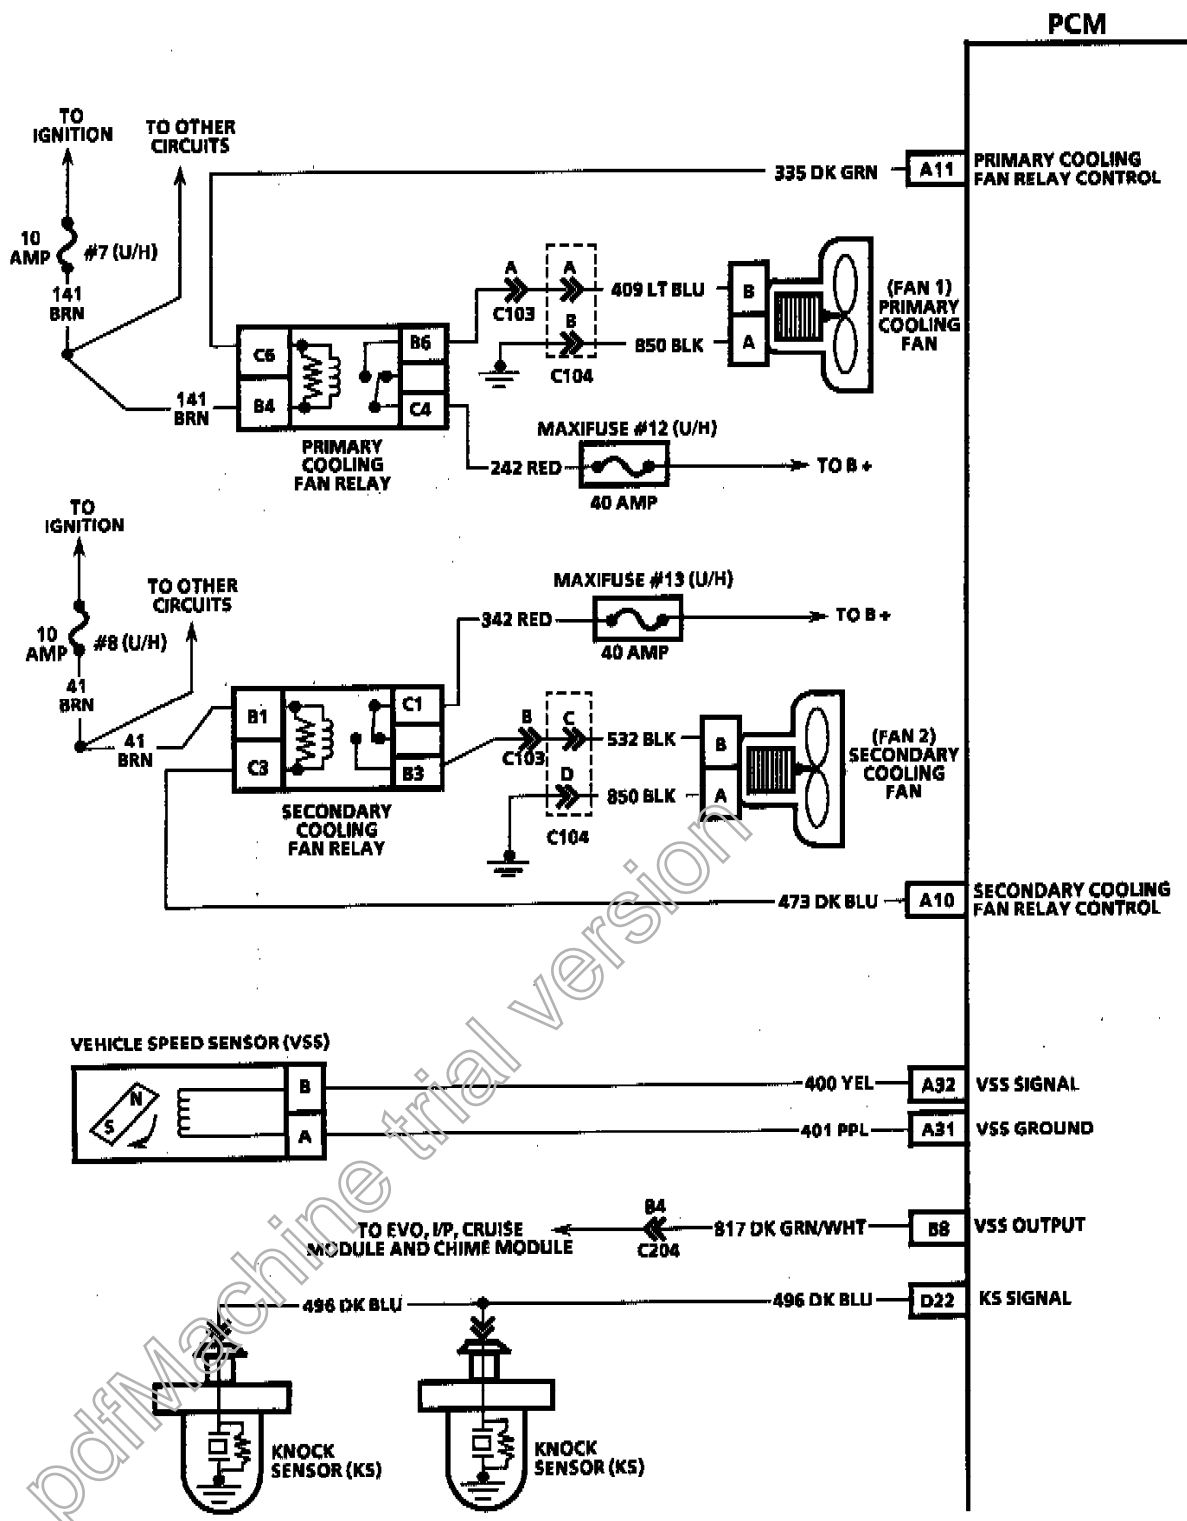 PCM
TO
IGNITION
TO OTHER
CIRCUITS
335 DK GRN
A11
PRIMARY COOLING
FAN RELAY CONTROL
10
AMP
#7 (U/H)
141
BRN
A
C103
A
409 LT BLU
B
B
850 BLK
A
C104
(FAN 1)
PRIMARY
COOLING
FAN
C6
B6
B4
C4
141
BRN
PRIMARY
COOLING
FAN RELAY
MAXIFUSE #12 (U/H)
242 RED
TO B +
40 AMP
TO
IGNITION
TO OTHER
CIRCUITS
10
AMP
#8 (U/H)
41
BRN
MAXIFUSE #13 (U/H)
342 RED
TO B +
40 AMP
B1
C1
41
BRN
C3
B3
SECONDARY
COOLING
FAN RELAY
B
C103
C
532 BLK
B
D
850 BLK
A
C104
(FAN 2)
SECONDARY
COOLING
FAN
473 DK BLU
A10
SECONDARY COOLING
FAN RELAY CONTROL
VEHICLE SPEED SENSOR (VSS)
N
S
B
400 YEL
A32
VSS SIGNAL
A
401 PPL
A31
VSS GROUND
TO EVO, I/P, CRUISE
MODULE AND CHIME MODULE
B4
C204
817 DK GRN/WHT
B8
VSS OUTPUT
496 DK BLU
496 DK BLU
D22
KS SIGNAL
KNOCK
SENSOR (KS)
KNOCK
SENSOR (KS)
pdfMachine trial version